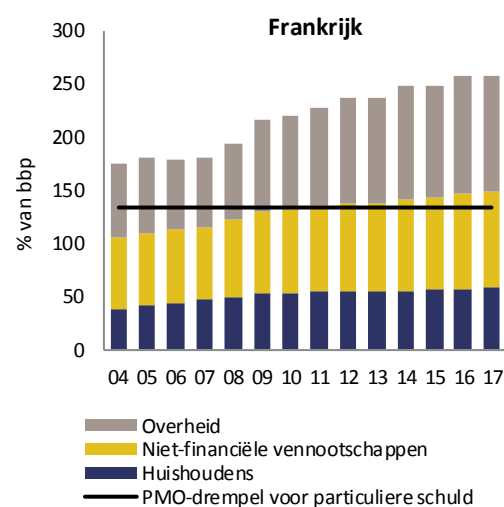 Frankrijk
% van bbp
300
250
200
150
100
50
0
04 05 06 07 08 09 10 11 12 13 14 15 16 17
Overheid
Niet-financiële vennootschappen
Huishoudens
PMO-drempel voor particuliere schuld